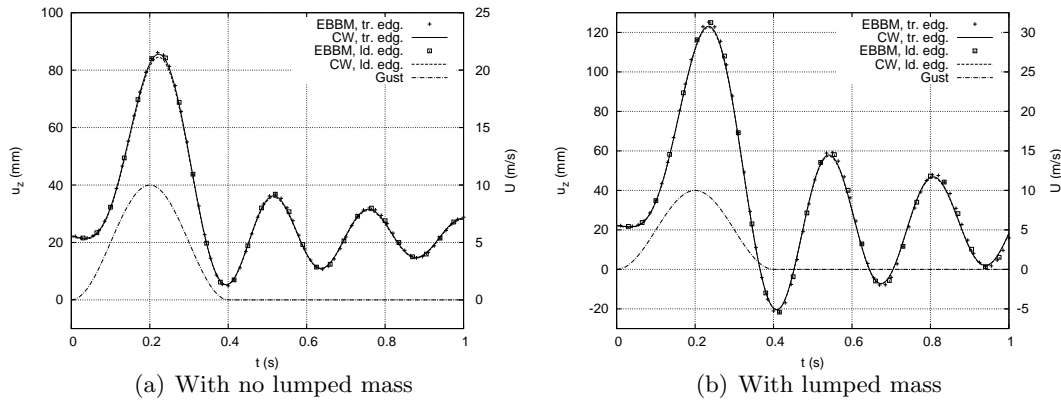 100
80
60
40
20
0
u_z (mm)
25
20
15
10
5
0
U (m/s)
0
0.2
0.4
0.6
0.8
1
t (s)
EBBM, tr. edg.
CW, tr. edg.
EBBM, ld. edg.
CW, ld. edg.
Gust
(a) With no lumped mass
120
100
80
60
40
20
0
-20
u_z (mm)
30
25
20
15
10
5
0
-5
U (m/s)
0
0.2
0.4
0.6
0.8
1
t (s)
EBBM, tr. edg.
CW, tr. edg.
EBBM, ld. edg.
CW, ld. edg.
Gust
(b) With lumped mass